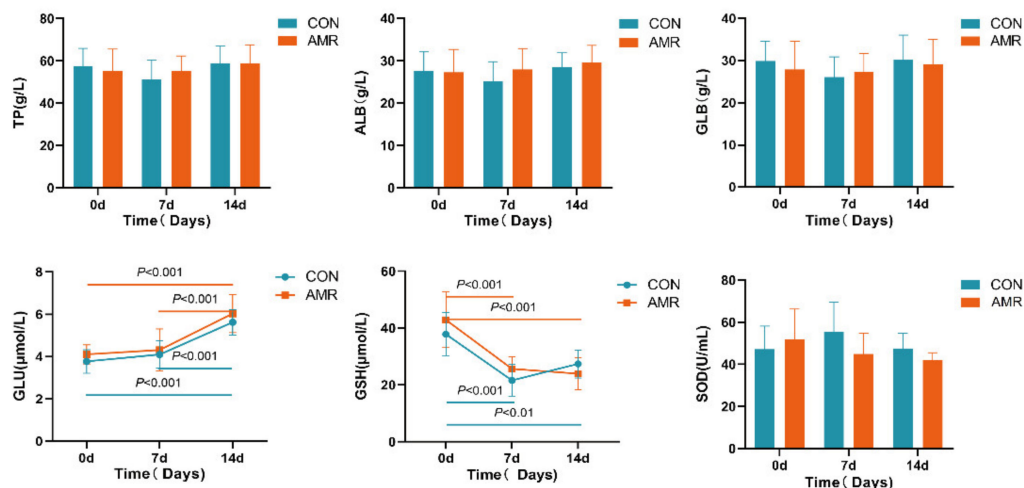 TP(g/L)
80
60
40
20
0
0d 7d 14d
Time( Days)
CON
AMR
ALB(g/L)
40
30
20
10
0
0d 7d 14d
Time( Days)
CON
AMR
GLB(g/L)
40
30
20
10
0
0d 7d 14d
Time( Days)
CON
AMR
GLU(μmol/L)
8
6
4
2
0
P<0.001
P<0.001
P<0.001
P<0.001
0d 7d 14d
Time( Days)
CON
AMR
GSH(μmol/L)
60
40
20
0
P<0.001
P<0.001
P<0.001
P<0.01
0d 7d 14d
Time( Days)
CON
AMR
SOD(U/mL)
80
60
40
20
0
0d 7d 14d
Time( Days)
CON
AMR